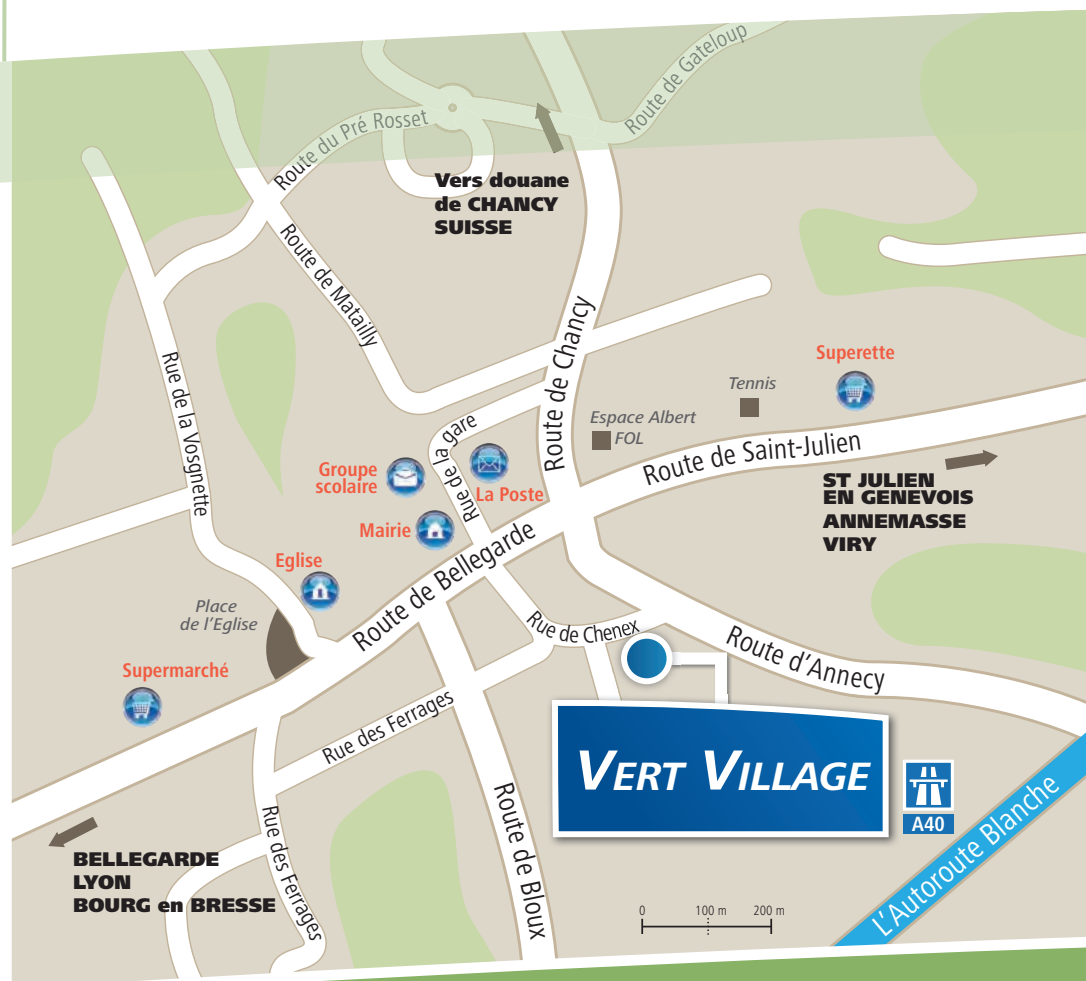 Route de Gateloup
Route du Pré Rosset
Vers douane
de CHANCY
SUISSE
Route de Matailly
Route de Chancy
Rue de la Vosgnette
Superette
Tennis
Espace Albert
FOL
Rue de la gare
Route de Saint-Julien
Groupe
scolaire
La Poste
ST JULIEN
EN GENEVOIS
ANNEMASSE
VIRY
Mairie
Eglise
Route de Bellegarde
Place
de l'Eglise
Rue de Chenex
Route d'Annecy
Supermarché
Rue des Ferrages
VERT VILLAGE
A40
L'Autoroute Blanche
Route de Bloux
Rue des Ferrages
BELLEGARDE
LYON
BOURG en BRESSE
0 100 m 200 m